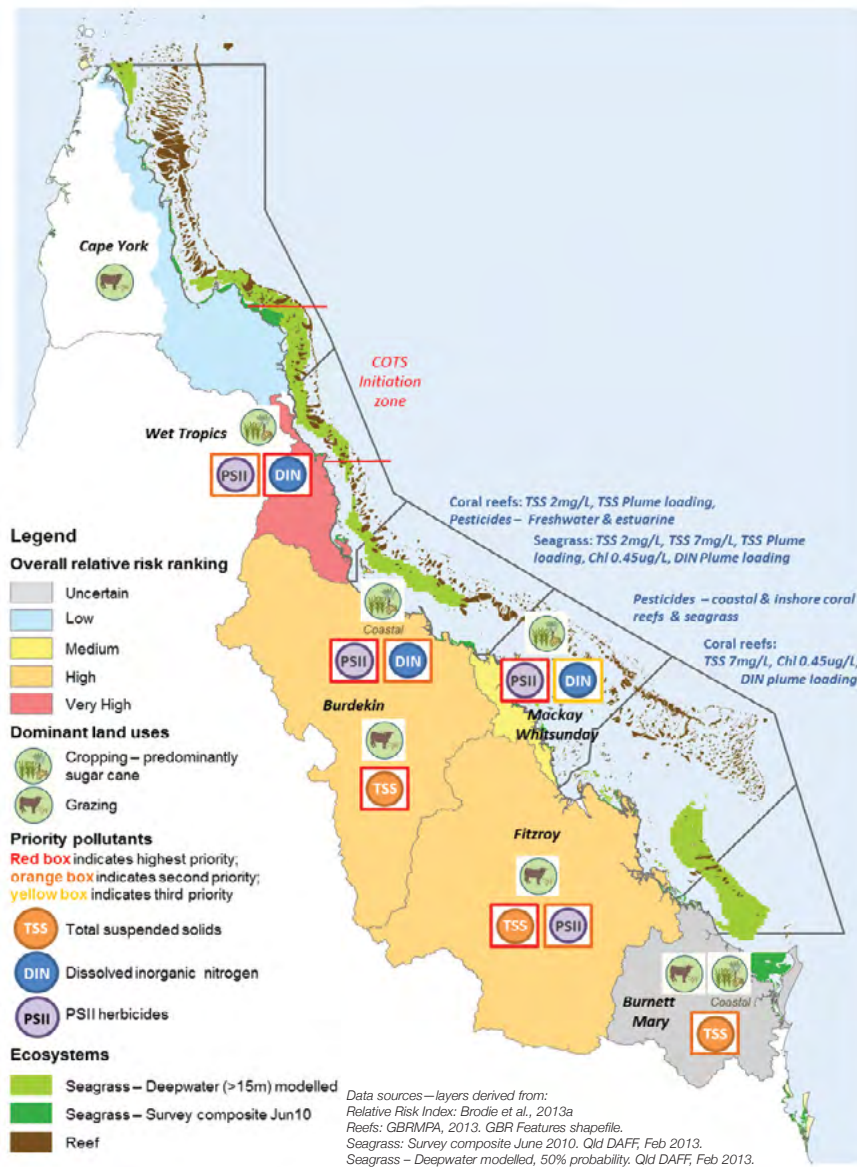 Cape York
COTS
Initiation
zone
Wet Tropics
PSII
DIN
Coral reefs: TSS 2mg/L, TSS Plume loading,
Pesticides – Freshwater & estuarine
Seagrass: TSS 2mg/L, TSS 7mg/L, TSS Plume
loading, Chl 0.45ug/L, DIN Plume loading
Pesticides – coastal & inshore coral
reefs & seagrass
Coral reefs:
TSS 7mg/L, Chl 0.45ug/L,
DIN plume loading
Coastal
PSII
DIN
Burdekin
TSS
PSII
DIN
Mackay
Whitsunday
Fitzroy
TSS
PSII
Burnett
Mary
Coastal
TSS
Legend
Overall relative risk ranking
Uncertain
Low
Medium
High
Very High
Dominant land uses
Cropping – predominantly
sugar cane
Grazing
Priority pollutants
Red box indicates highest priority;
orange box indicates second priority;
yellow box indicates third priority
TSS Total suspended solids
DIN Dissolved inorganic nitrogen
PSII PSII herbicides
Ecosystems
Seagrass – Deepwater (>15m) modelled
Seagrass – Survey composite Jun10
Reef
Data sources—layers derived from:
Relative Risk Index: Brodie et al., 2013a
Reefs: GBRMPA, 2013. GBR Features shapefile.
Seagrass: Survey composite June 2010. Qld DAFF, Feb 2013.
Seagrass – Deepwater modelled, 50% probability. Qld DAFF, Feb 2013.